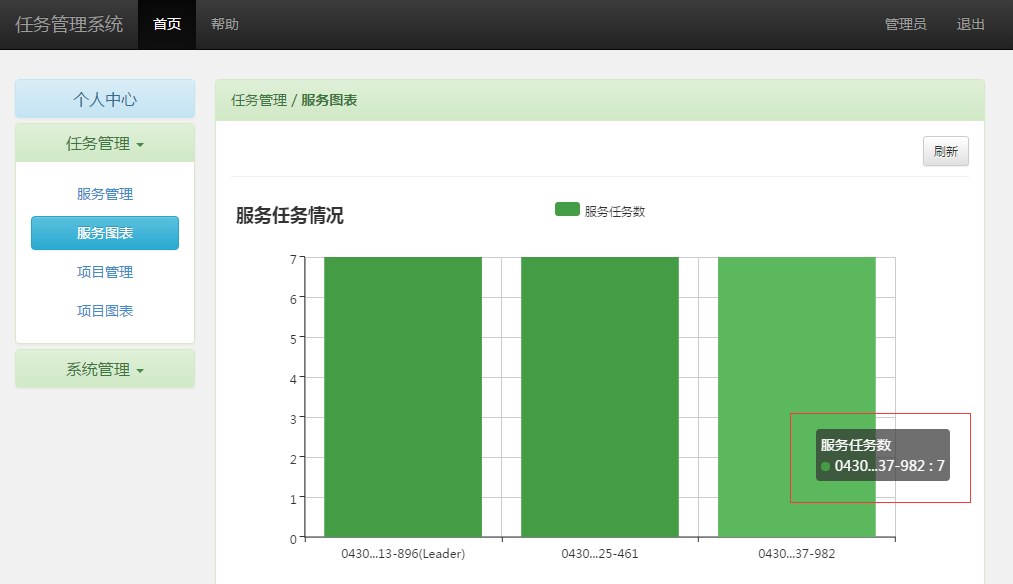 任务管理系统 首页 帮助 管理员 退出
个人中心
任务管理
服务管理
服务图表
项目管理
项目图表
系统管理
任务管理 / 服务图表
刷新
服务任务情况
服务任务数
7
6
5
4
3
2
1
0
服务任务数
0430...37-982 : 7
0430...13-896(Leader) 0430...25-461 0430...37-982